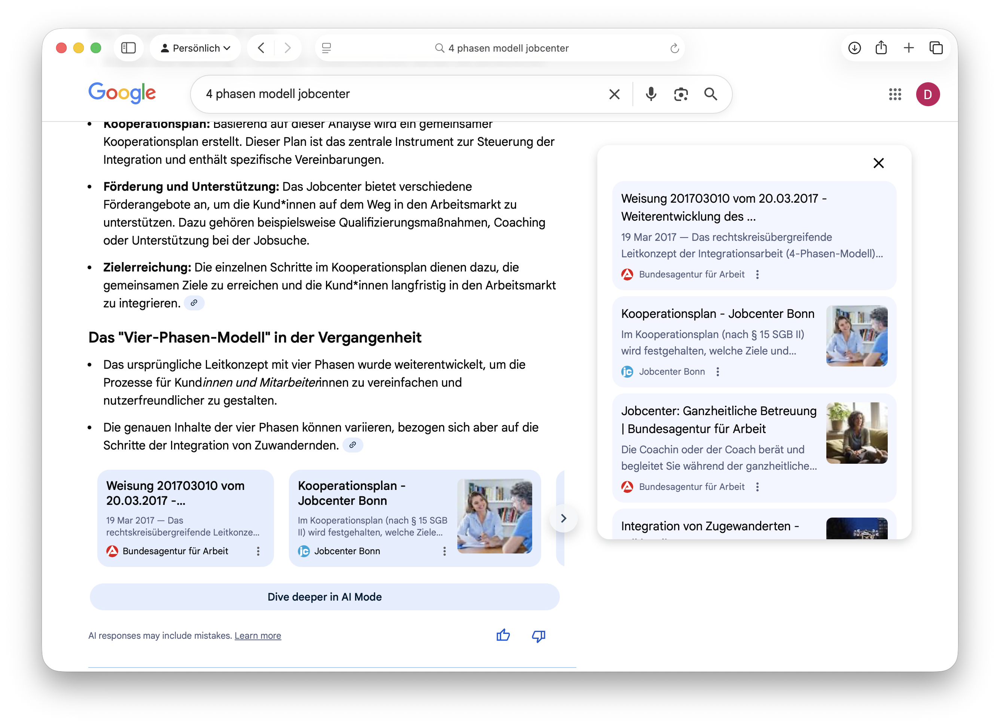 Persönlich
4 phasen modell jobcenter
Google
4 phasen modell jobcenter
D
Kooperationsplan: Basierend auf dieser Analyse wird ein gemeinsamer
Kooperationsplan erstellt. Dieser Plan ist das zentrale Instrument zur Steuerung der
Integration und enthält spezifische Vereinbarungen.
Förderung und Unterstützung: Das Jobcenter bietet verschiedene
Förderangebote an, um die Kund*innen auf dem Weg in den Arbeitsmarkt zu
unterstützen. Dazu gehören beispielsweise Qualifizierungsmaßnahmen, Coaching
oder Unterstützung bei der Jobsuche.
Zielerreichung: Die einzelnen Schritte im Kooperationsplan dienen dazu, die
gemeinsamen Ziele zu erreichen und die Kund*innen langfristig in den Arbeitsmarkt
zu integrieren.
Das "Vier-Phasen-Modell" in der Vergangenheit
Das ursprüngliche Leitkonzept mit vier Phasen wurde weiterentwickelt, um die
Prozesse für Kundinnen und Mitarbeiterinnen zu vereinfachen und
nutzerfreundlicher zu gestalten.
Die genauen Inhalte der vier Phasen können variieren, bezogen sich aber auf die
Schritte der Integration von Zuwandernden.
Weisung 201703010 vom
20.03.2017 -...
19 Mar 2017 — Das
rechtskreisübergreifende Leitkonze...
Bundesagentur für Arbeit
Kooperationsplan -
Jobcenter Bonn
Im Kooperationsplan (nach § 15 SGB
II) wird festgehalten, welche Ziele...
jc Jobcenter Bonn
Dive deeper in AI Mode
AI responses may include mistakes. Learn more
Weisung 201703010 vom 20.03.2017 -
Weiterentwicklung des ...
19 Mar 2017 — Das rechtskreisübergreifende
Leitkonzept der Integrationsarbeit (4-Phasen-Modell)...
Bundesagentur für Arbeit
Kooperationsplan - Jobcenter Bonn
Im Kooperationsplan (nach § 15 SGB II)
wird festgehalten, welche Ziele und...
jc Jobcenter Bonn
Jobcenter: Ganzheitliche Betreuung
| Bundesagentur für Arbeit
Die Coachin oder der Coach berät und
begleitet Sie während der ganzheitliche...
Bundesagentur für Arbeit
Integration von Zugewanderten -